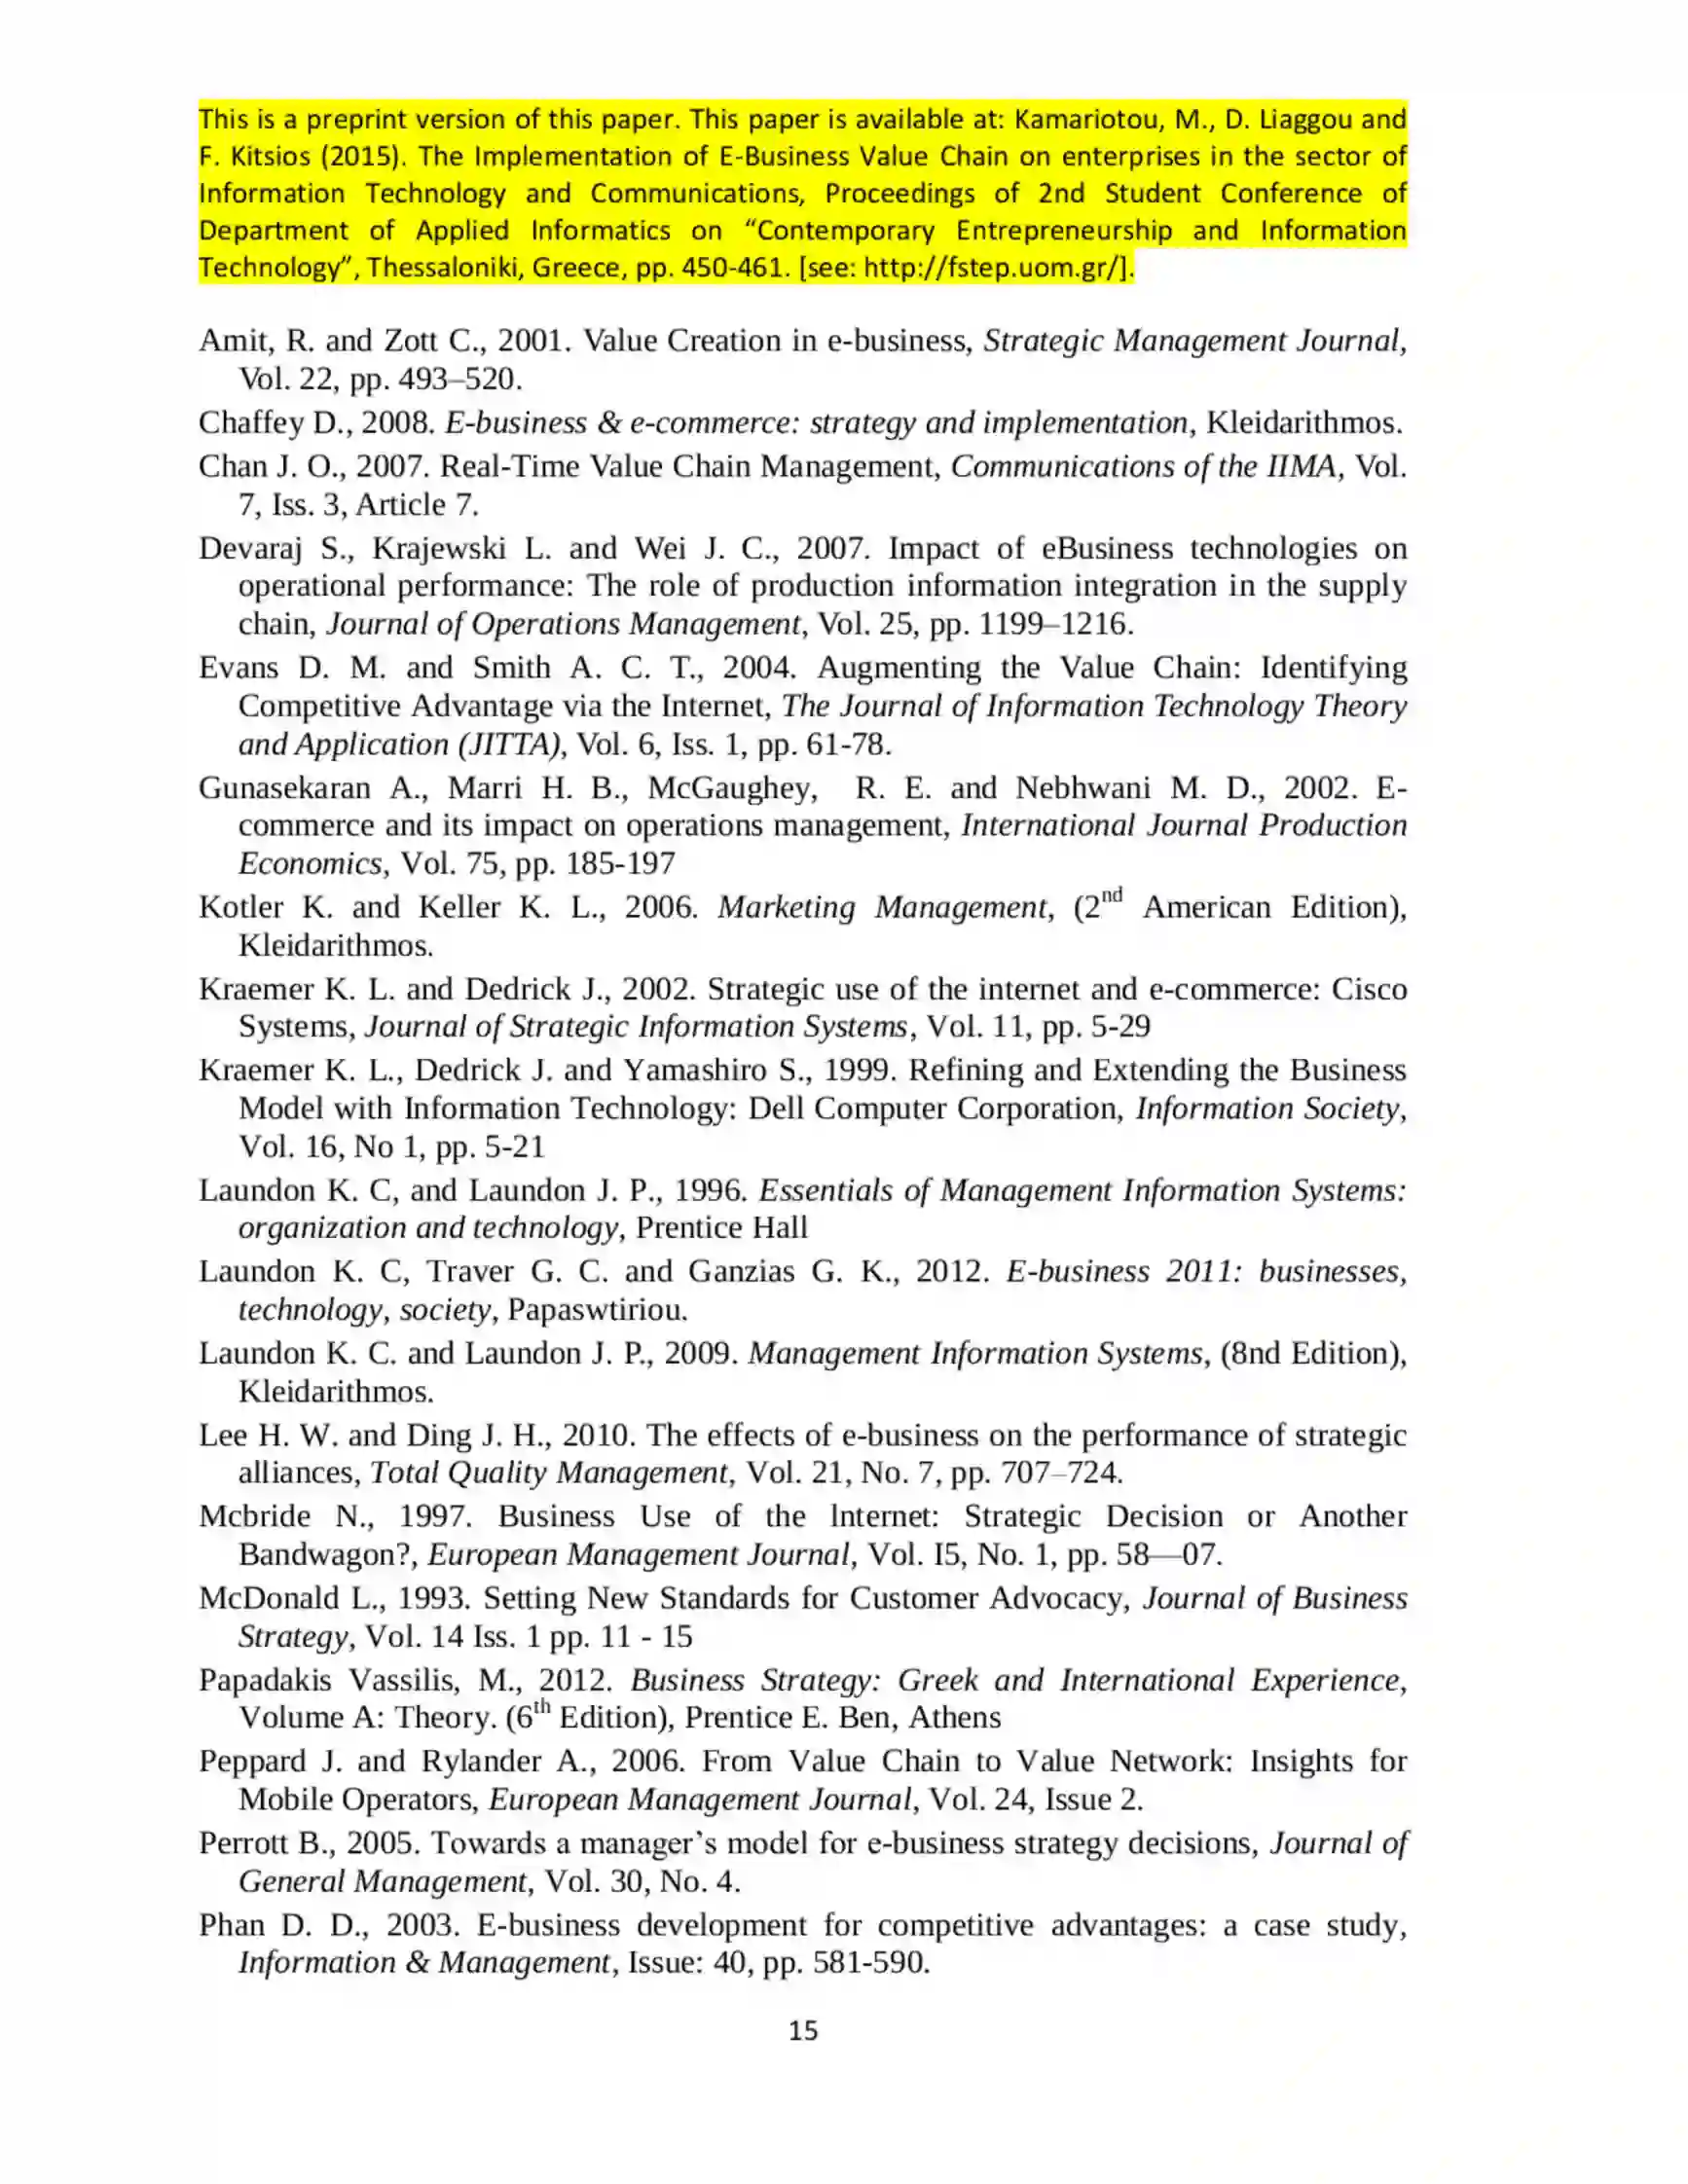 This is a preprint version of this paper. This paper is available at: Kamariotou, M., D. Liaggou and
F. Kitsios (2015). The Implementation of E-Business Value Chain on enterprises in the sector of
Information Technology and Communications, Proceedings of 2nd Student Conference of
Department of Applied Informatics on “Contemporary Entrepreneurship and Information
Technology”, Thessaloniki, Greece, pp. 450-461. [see: http://fstep.uom.gr/].
Amit, R. and Zott C., 2001. Value Creation in e-business, Strategic Management Journal,
Vol. 22, pp. 493–520.
Chaffey D., 2008. E-business & e-commerce: strategy and implementation, Kleidarithmos.
Chan J. O., 2007. Real-Time Value Chain Management, Communications of the IIMA, Vol.
7, Iss. 3, Article 7.
Devaraj S., Krajewski L. and Wei J. C., 2007. Impact of eBusiness technologies on
operational performance: The role of production information integration in the supply
chain, Journal of Operations Management, Vol. 25, pp. 1199–1216.
Evans D. M. and Smith A. C. T., 2004. Augmenting the Value Chain: Identifying
Competitive Advantage via the Internet, The Journal of Information Technology Theory
and Application (JITTA), Vol. 6, Iss. 1, pp. 61-78.
Gunasekaran A., Marri H. B., McGaughey, R. E. and Nebhwani M. D., 2002. E-
commerce and its impact on operations management, International Journal Production
Economics, Vol. 75, pp. 185-197
Kotler K. and Keller K. L., 2006. Marketing Management, (2nd American Edition),
Kleidarithmos.
Kraemer K. L. and Dedrick J., 2002. Strategic use of the internet and e-commerce: Cisco
Systems, Journal of Strategic Information Systems, Vol. 11, pp. 5-29
Kraemer K. L., Dedrick J. and Yamashiro S., 1999. Refining and Extending the Business
Model with Information Technology: Dell Computer Corporation, Information Society,
Vol. 16, No 1, pp. 5-21
Laundon K. C, and Laundon J. P., 1996. Essentials of Management Information Systems:
organization and technology, Prentice Hall
Laundon K. C, Traver G. C. and Ganzias G. K., 2012. E-business 2011: businesses,
technology, society, Papaswtiriou.
Laundon K. C. and Laundon J. P., 2009. Management Information Systems, (8nd Edition),
Kleidarithmos.
Lee H. W. and Ding J. H., 2010. The effects of e-business on the performance of strategic
alliances, Total Quality Management, Vol. 21, No. 7, pp. 707–724.
Mcbride N., 1997. Business Use of the lnternet: Strategic Decision or Another
Bandwagon?, European Management Journal, Vol. I5, No. 1, pp. 58—07.
McDonald L., 1993. Setting New Standards for Customer Advocacy, Journal of Business
Strategy, Vol. 14 Iss. 1 pp. 11 - 15
Papadakis Vassilis, M., 2012. Business Strategy: Greek and International Experience,
Volume A: Theory. (6th Edition), Prentice E. Ben, Athens
Peppard J. and Rylander A., 2006. From Value Chain to Value Network: Insights for
Mobile Operators, European Management Journal, Vol. 24, Issue 2.
Perrott B., 2005. Towards a manager’s model for e-business strategy decisions, Journal of
General Management, Vol. 30, No. 4.
Phan D. D., 2003. E-business development for competitive advantages: a case study,
Information & Management, Issue: 40, pp. 581-590.
15